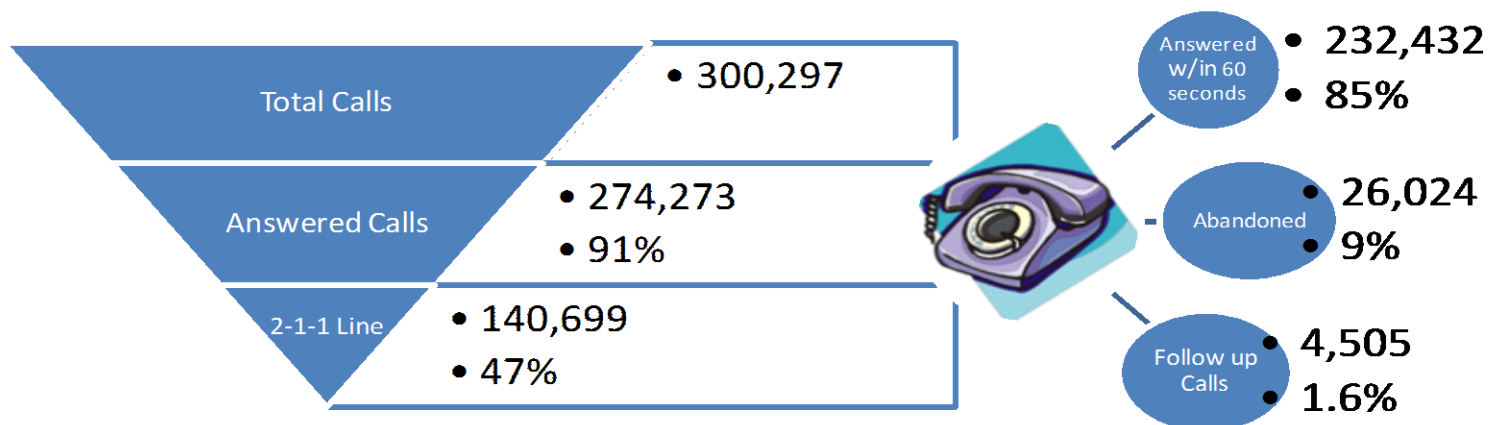 Total Calls
• 300,297
Answered Calls
• 274,273
• 91%
2-1-1 Line
• 140,699
• 47%
Answered
w/in 60
seconds
• 232,432
• 85%
Abandoned
• 26,024
• 9%
Follow up
Calls
• 4,505
• 1.6%